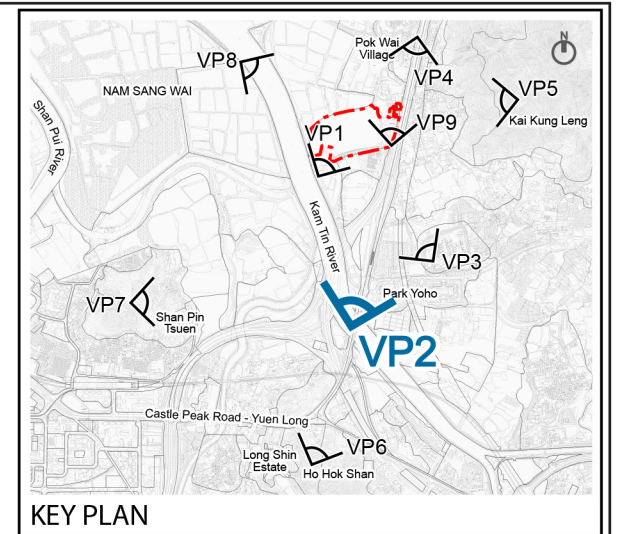 N
Pok Wai
Village
VP8
VP4
VP5
NAM SANG WAI
Kai Kung Leng
VP1
VP9
Shan Pui River
Kam Tin River
VP3
Park Yoho
VP7
Shan Pin
Tsuen
VP2
Castle Peak Road - Yuen Long
Long Shin
Estate
VP6
Ho Hok Shan
KEY PLAN